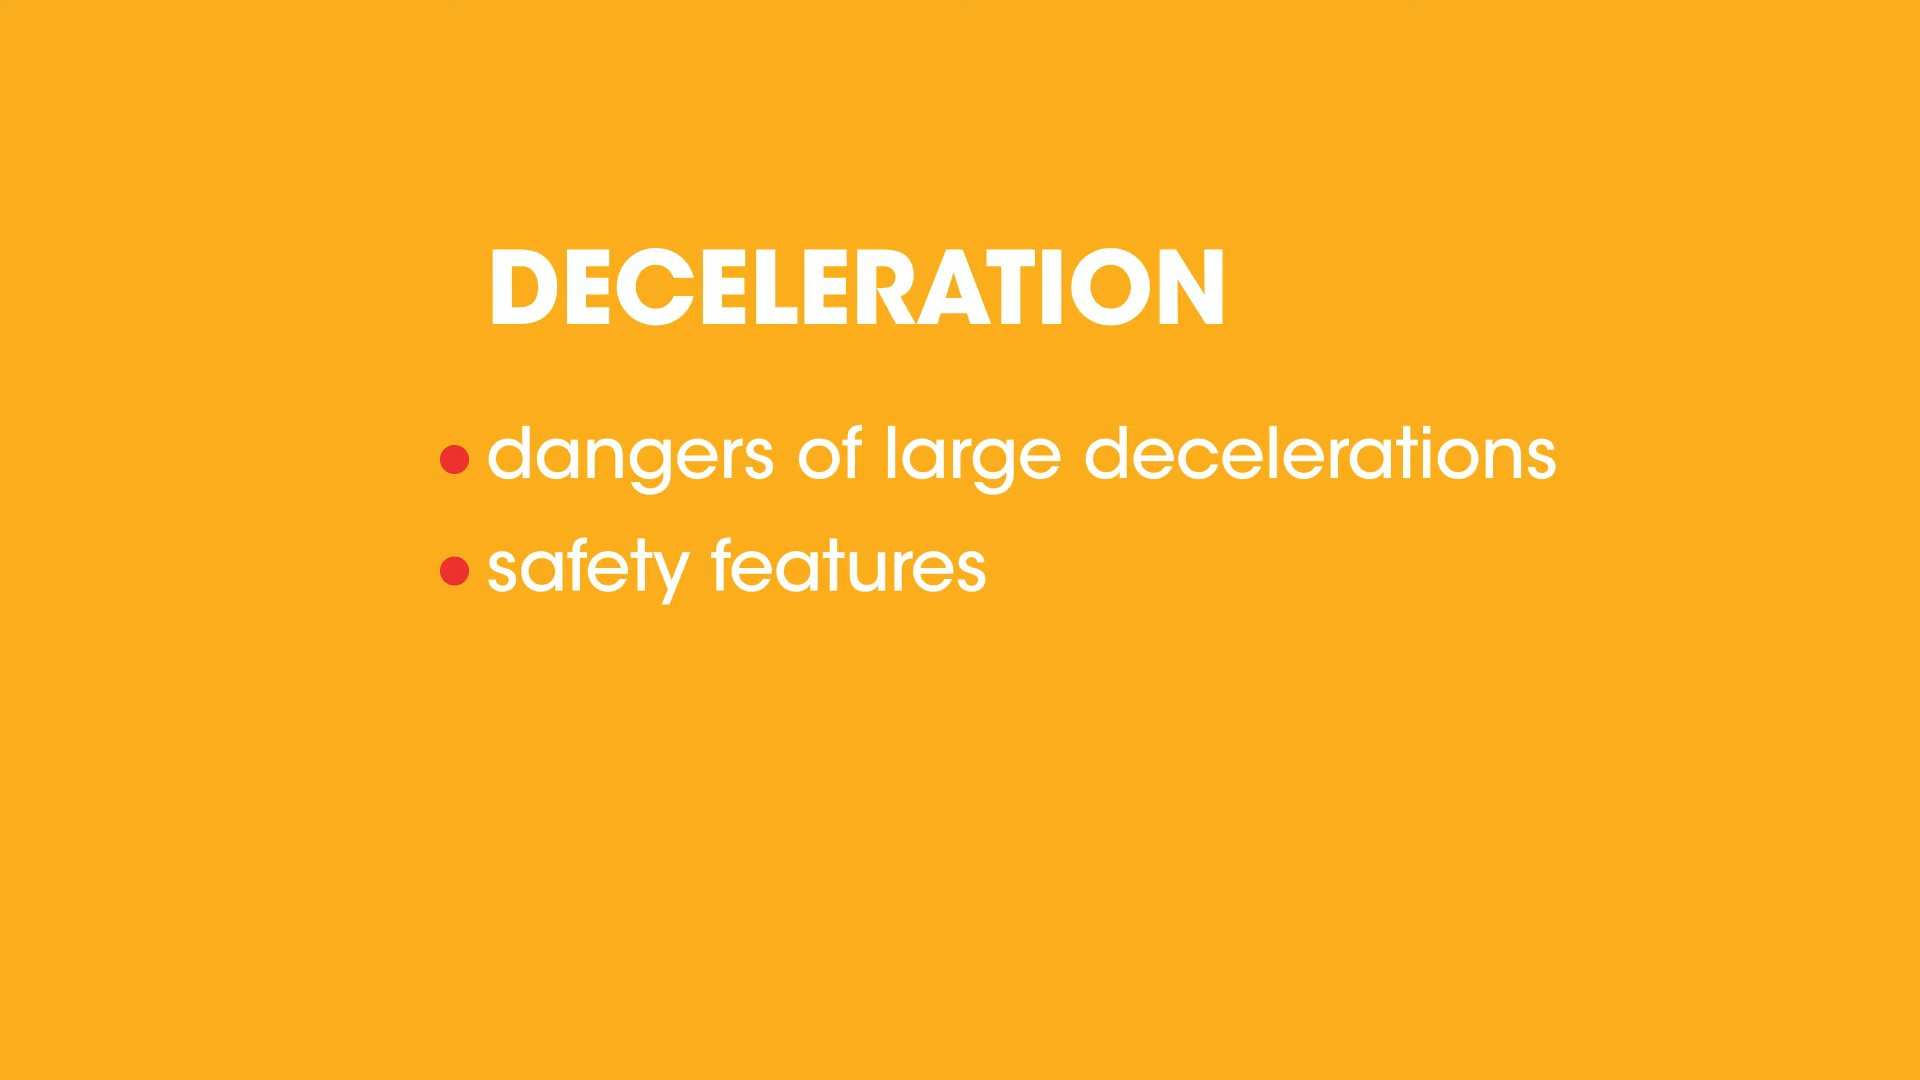 DECELERATION
• dangers of large decelerations
• safety features